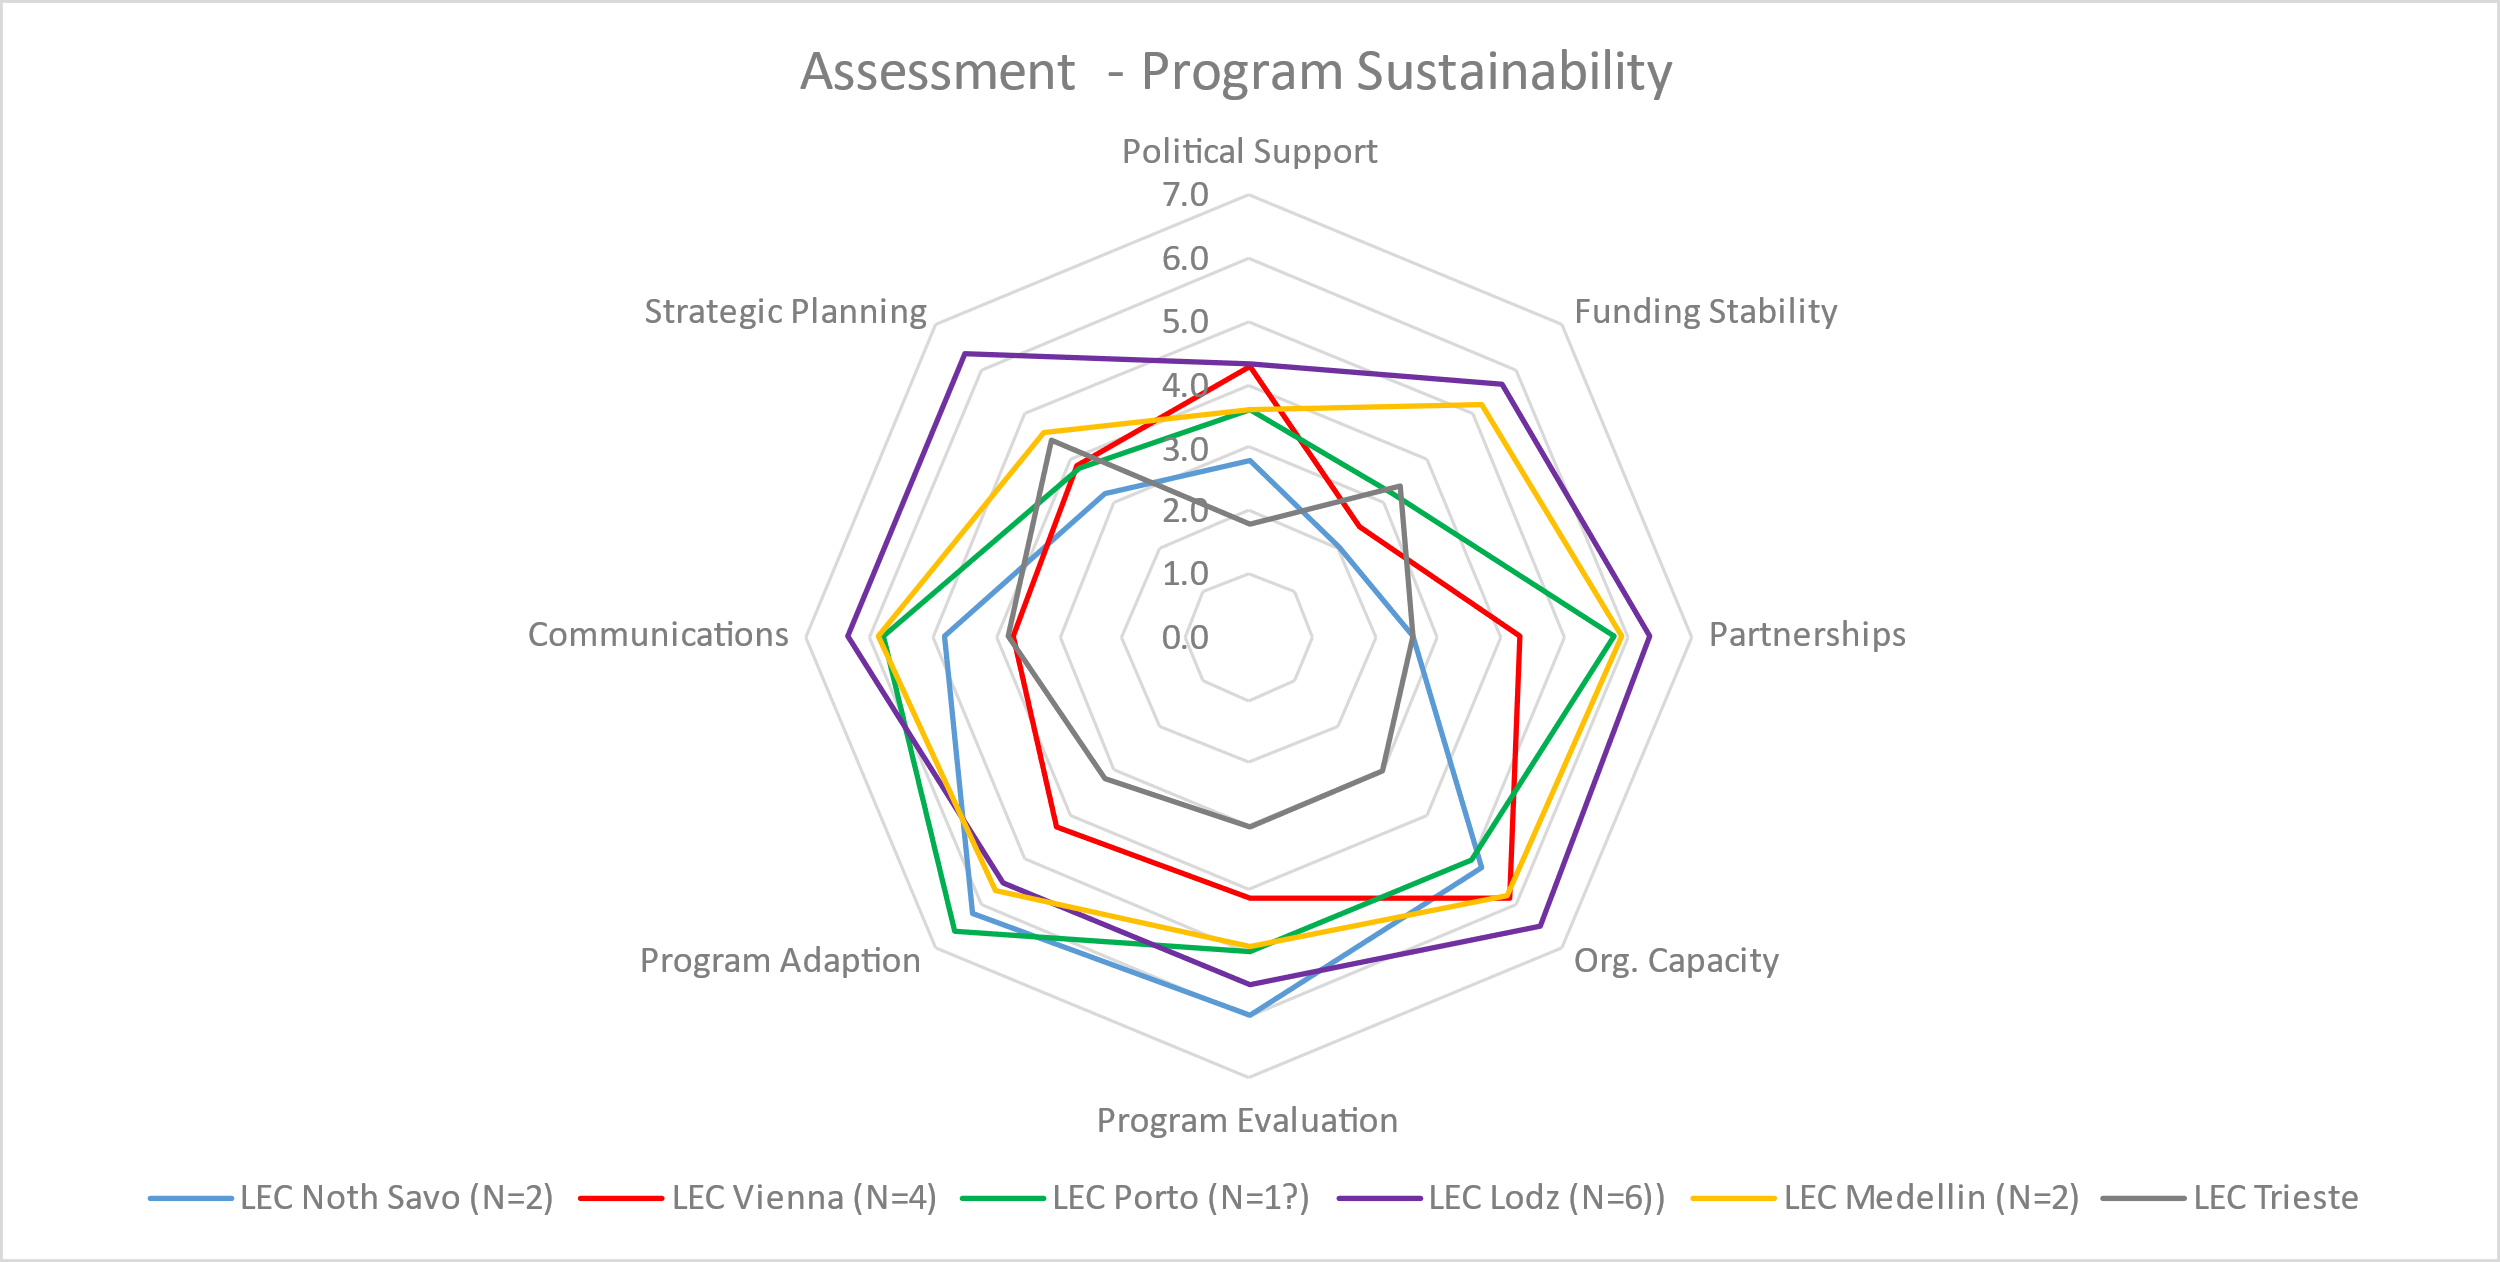 Assessment - Program Sustainability
Political Support
7.0
6.0
5.0
4.0
3.0
2.0
1.0
0.0
Funding Stability
Partnerships
Org. Capacity
Program Evaluation
Program Adaption
Communications
Strategic Planning
LEC Noth Savo (N=2) LEC Vienna (N=4) LEC Porto (N=1?) LEC Lodz (N=6)) LEC Medellin (N=2) LEC Trieste